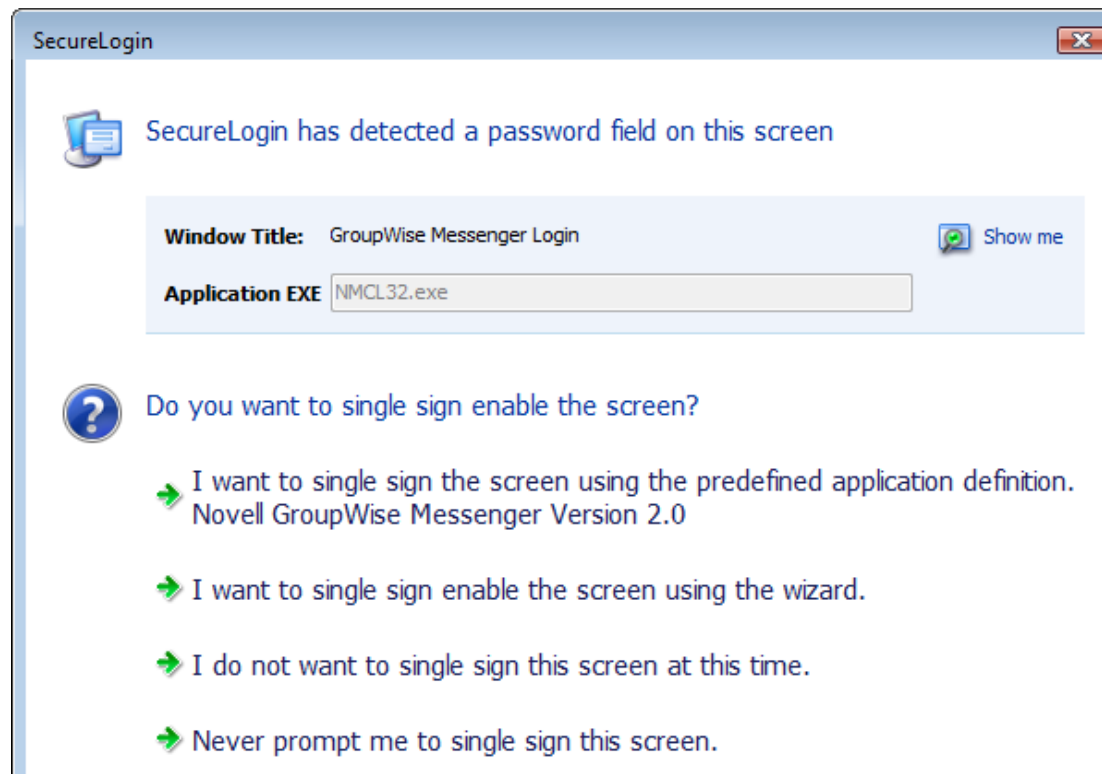 SecureLogin
SecureLogin has detected a password field on this screen
Window Title: GroupWise Messenger Login Show me
Application EXE NMCL32.exe
Do you want to single sign enable the screen?
I want to single sign the screen using the predefined application definition.
Novell GroupWise Messenger Version 2.0
I want to single sign enable the screen using the wizard.
I do not want to single sign this screen at this time.
Never prompt me to single sign this screen.